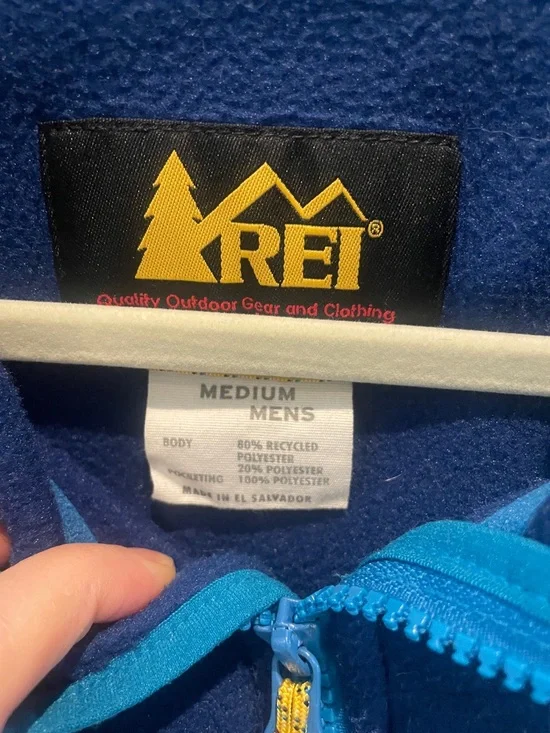 REI®
Quality Outdoor Gear and Clothing
MEDIUM
MENS
BODY 80% RECYCLED
POLYESTER
20% POLYESTER
POCKETING 100% POLYESTER
MADE IN EL SALVADOR